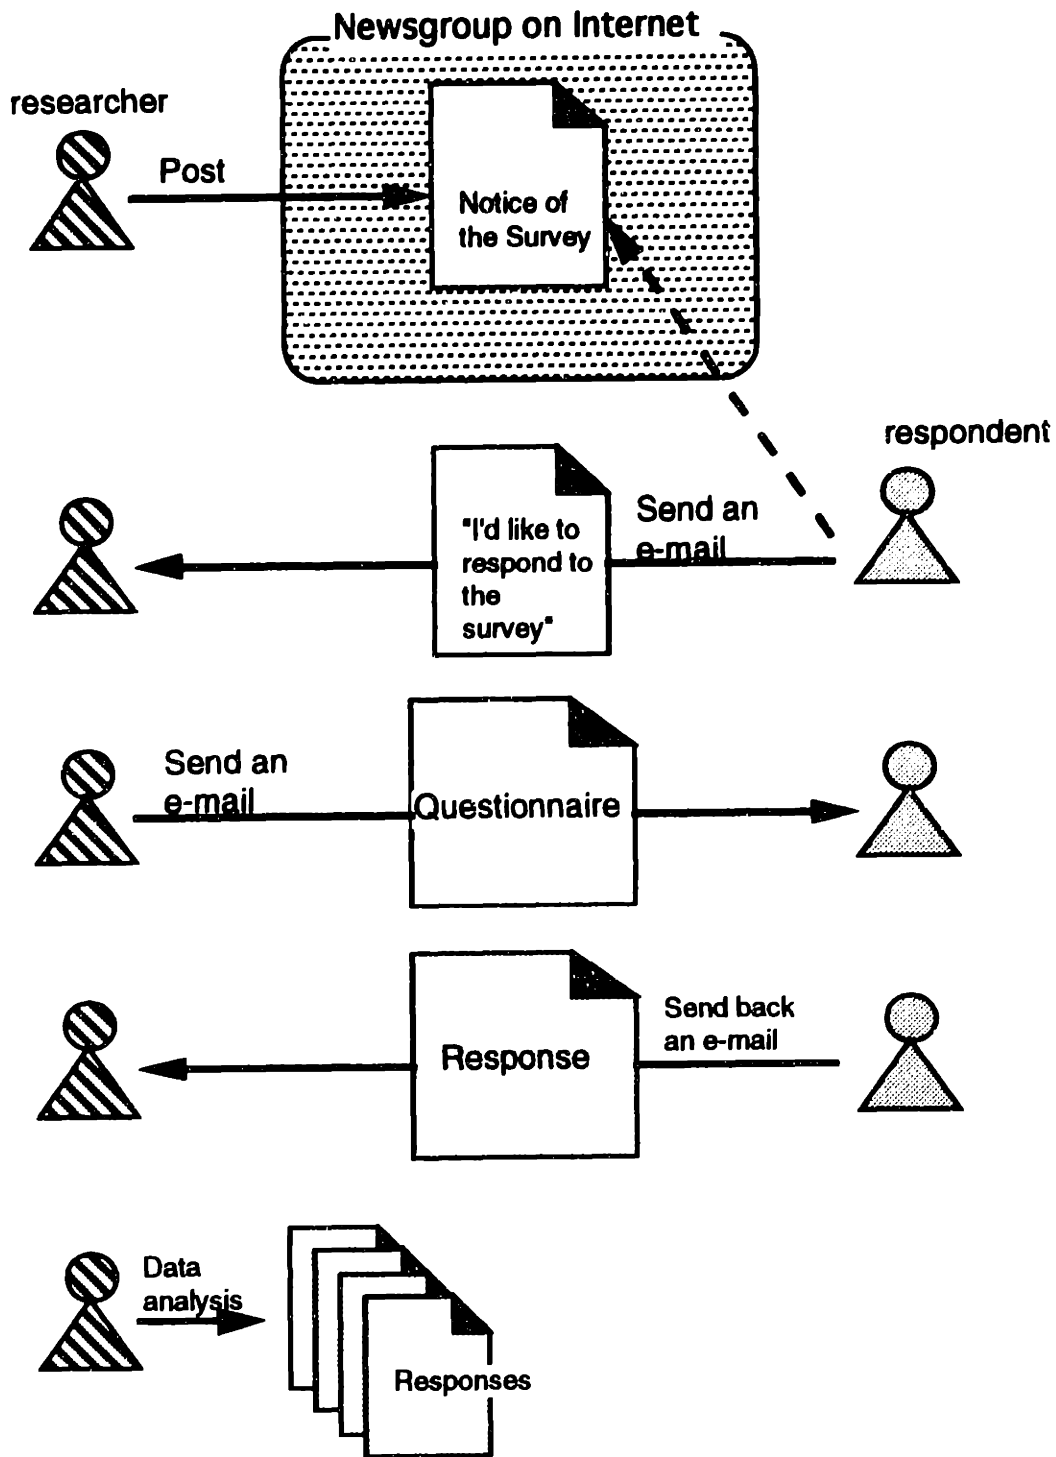 Newsgroup on Internet
researcher
Post
Notice of
the Survey
respondent
"I'd like to
respond to
the
survey"
Send an
e-mail
Send an
e-mail
Questionnaire
Response
Send back
an e-mail
Data
analysis
Responses